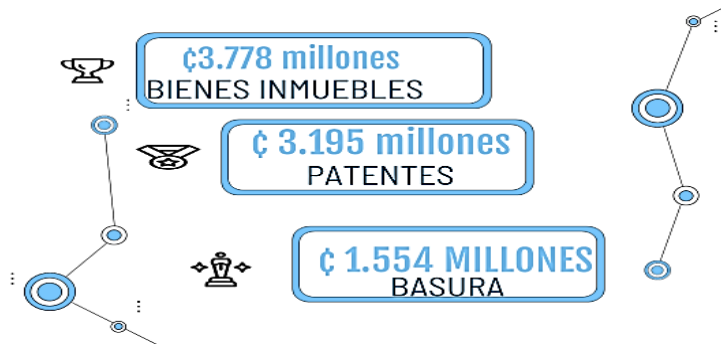 ₡3.778 millones
BIENES INMUEBLES
₡ 3.195 millones
PATENTES
₡ 1.554 MILLONES
BASURA